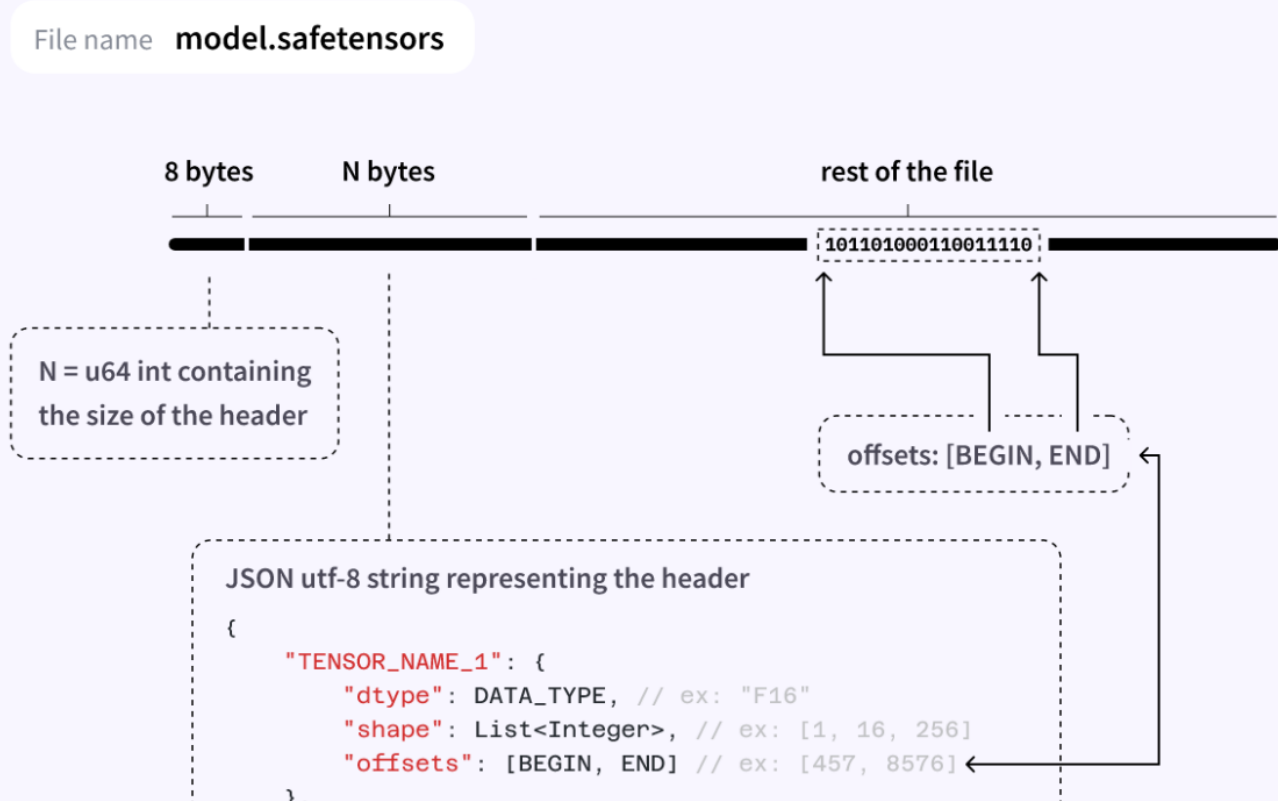 File name model.safetensors
8 bytes N bytes rest of the file
101101000110011110
N = u64 int containing
the size of the header
offsets: [BEGIN, END]
JSON utf-8 string representing the header
{
"TENSOR_NAME_1": {
"dtype": DATA_TYPE, // ex: "F16"
"shape": List<Integer>, // ex: [1, 16, 256]
"offsets": [BEGIN, END] // ex: [457, 8576]
}